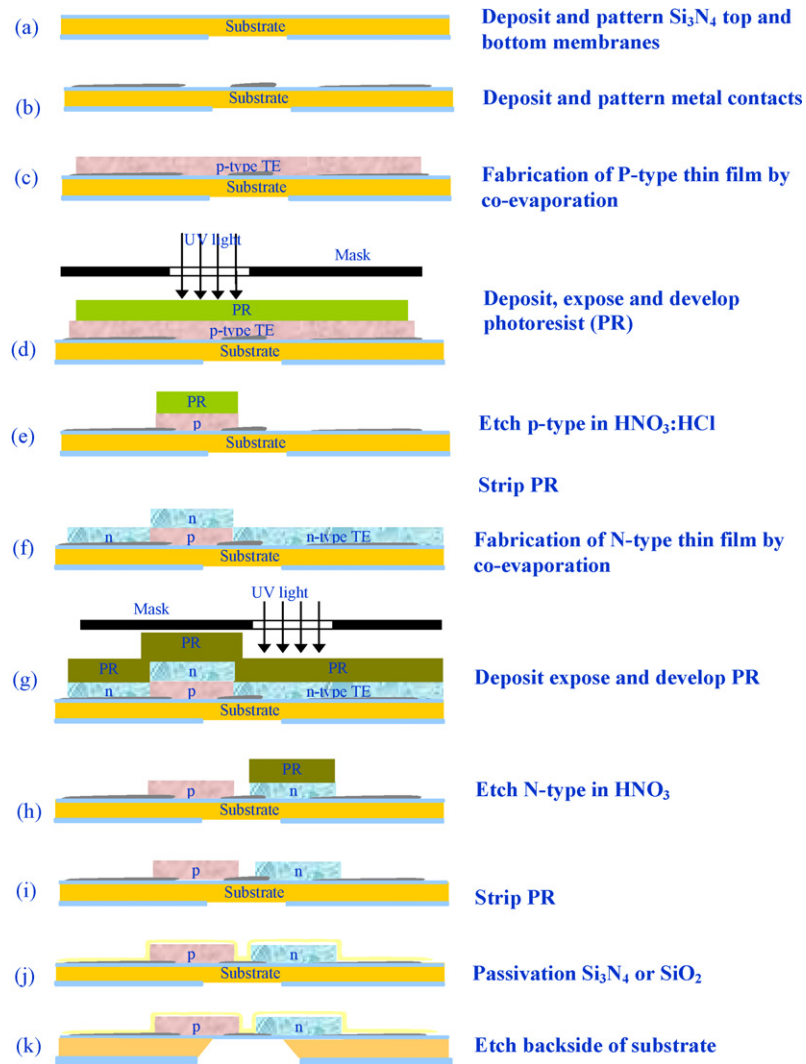 (a)
Substrate
Deposit and pattern Si₃N₄ top and
bottom membranes
(b)
Substrate
Deposit and pattern metal contacts
(c)
p-type TE
Substrate
Fabrication of P-type thin film by
co-evaporation
UV light
Mask
PR
p-type TE
(d)
Substrate
Deposit, expose and develop
photoresist (PR)
PR
p
(e)
Substrate
Etch p-type in HNO₃:HCl
Strip PR
n
n
p
n-type TE
(f)
Substrate
Fabrication of N-type thin film by
co-evaporation
UV light
Mask
PR
PR
n
PR
(g)
n
p
n-type TE
Substrate
Deposit expose and develop PR
PR
p
n
(h)
Substrate
Etch N-type in HNO₃
p
n
(i)
Substrate
Strip PR
p
n
(j)
Substrate
Passivation Si₃N₄ or SiO₂
p
n
(k)
Etch backside of substrate